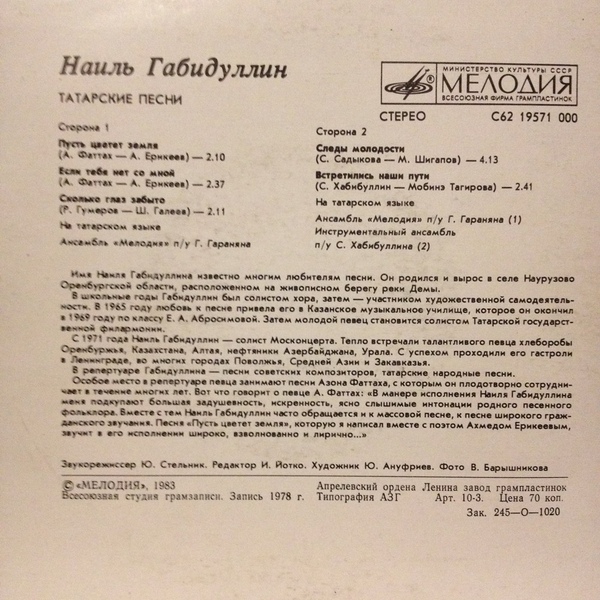 Наиль Габидуллин
ТАТАРСКИЕ ПЕСНИ
МИНИСТЕРСТВО КУЛЬТУРЫ СССР
МЕЛОДИЯ
ВСЕСОЮЗНАЯ ФИРМА ГРАМПЛАСТИНОК
СТЕРЕО С62 19571 000
Сторона 1
Пусть цветет земля
(А. Фаттах — А. Ерикеев) — 2.10
Если тебя нет со мной
(А. Фаттах — А. Ерикеев) — 2.37
Сколько глаз забыто
(Р. Гумеров — Ш. Галеев) — 2.11
На татарском языке
Ансамбль «Мелодия» п/у Г. Гараняна
Сторона 2
Следы молодости
(С. Садыкова — М. Шигапов) — 4.13
Встретились наши пути
(С. Хабибуллин — Мобинэ Тагирова) — 2.41
На татарском языке
Ансамбль «Мелодия» п/у Г. Гараняна (1)
Инструментальный ансамбль
п/у С. Хабибуллина (2)
Имя Наиля Габидуллина известно многим любителям песни. Он родился и вырос в селе Наурузово
Оренбургской области, расположенном на живописном берегу реки Демы.
В школьные годы Габидуллин был солистом хора, затем — участником художественной самодеятель-
ности. В 1965 году любовь к песне привела его в Казанское музыкальное училище, которое он окончил
в 1969 году по классу Е. А. Абросимовой. Затем молодой певец становится солистом Татарской государст-
венной филармонии.
С 1971 года Наиль Габидуллин — солист Москонцерта. Тепло встречали талантливого певца хлеборобы
Оренбуржья, Казахстана, Алтая, нефтяники Азербайджана, Урала. С успехом проходили его гастроли
в Ленинграде, во многих городах Поволжья, Средней Азии и Закавказья.
В репертуаре Габидуллина — песни советских композиторов, татарские народные песни.
Особое место в репертуаре певца занимают песни Азона Фаттаха, с которым он плодотворно сотрудни-
чает в течение многих лет. Вот что говорит о певце А. Фаттах: «В манере исполнения Наиля Габидуллина
меня подкупают большая задушевность, искренность, ясно слышимые интонации родного песенного
фольклора. Вместе с тем Наиль Габидуллин часто обращается и к массовой песне, к песне широкого граж-
данского звучания. Песня «Пусть цветет земля», которую я написал вместе с поэтом Ахмедом Ерикеевым,
звучит в его исполнении широко, взволнованно и лирично...»
Звукорежиссер Ю. Стельник. Редактор И. Йотко. Художник Ю. Ануфриев. Фото В. Барышникова
© «МЕЛОДИЯ», 1983
Всесоюзная студия грамзаписи. Запись 1978 г.
Апрелевский ордена Ленина завод грампластинок
Типография АЗГ Арт. 10-3. Цена 70 коп.
Зак. 245—О—1020